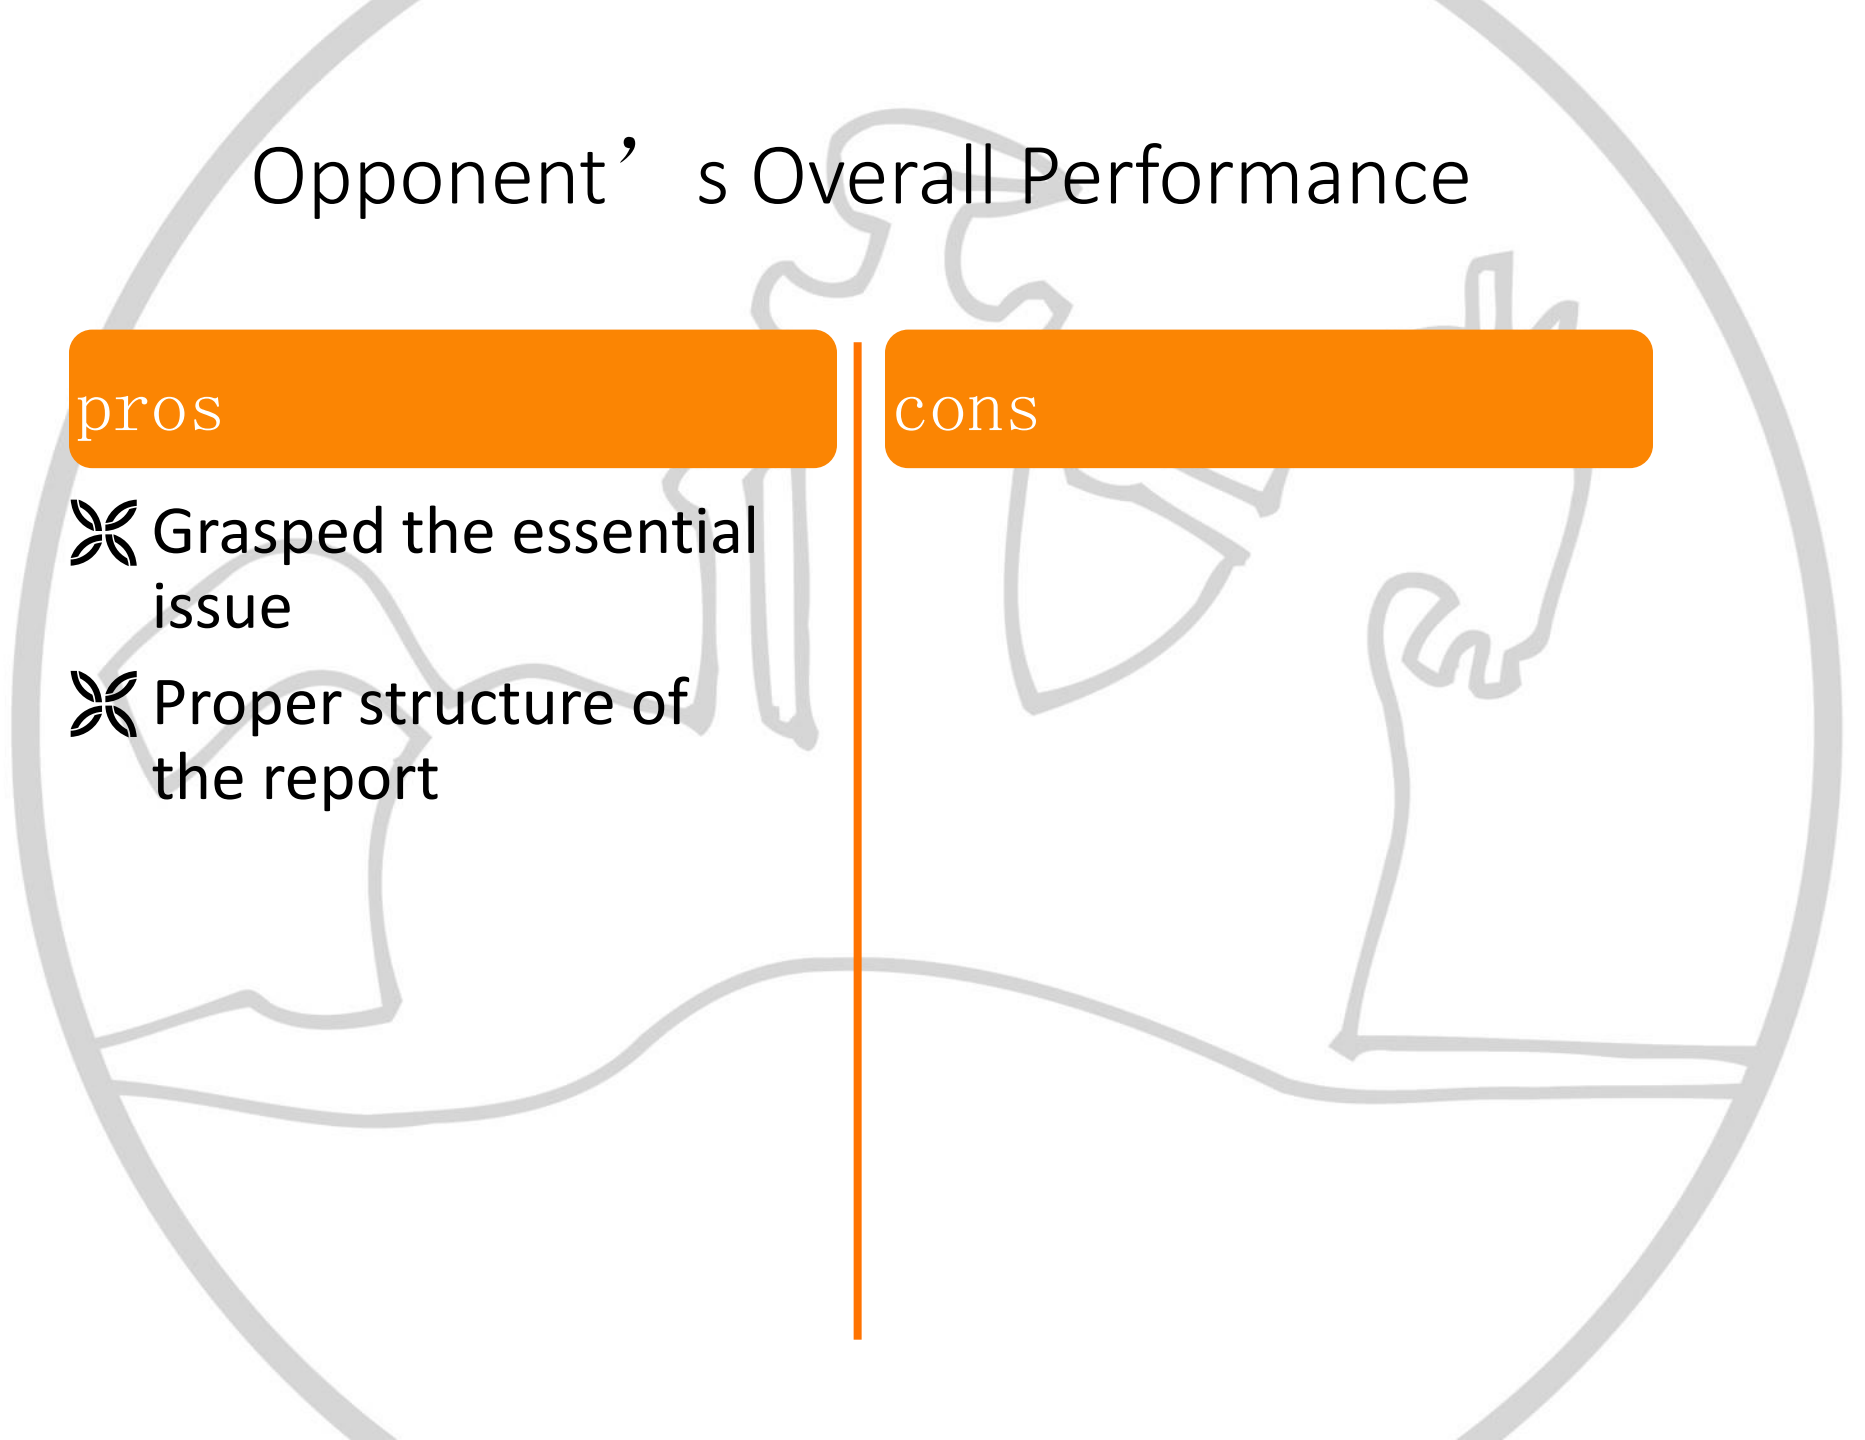 Opponent’s Overall Performance
pros
cons
Grasped the essential
issue
Proper structure of
the report